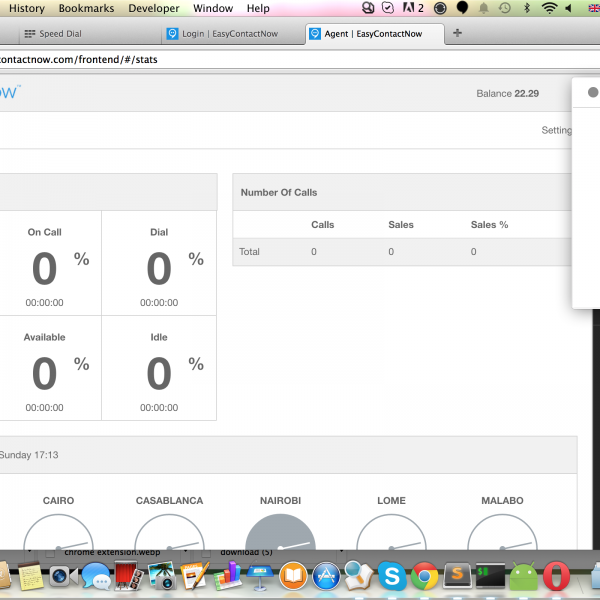 History Bookmarks Developer Window Help 2
Speed Dial Login | EasyContactNow Agent | EasyContactNow
contactnow.com/frontend/#/stats
ow™ Balance 22.29
Setting
Number Of Calls
Calls Sales Sales %
Total 0 0 0
On Call Dial
0 % 0 %
00:00:00 00:00:00
Available Idle
0 % 0 %
00:00:00 00:00:00
Sunday 17:13
CAIRO CASABLANCA NAIROBI LOME MALABO
chrome extension.webp download (5)